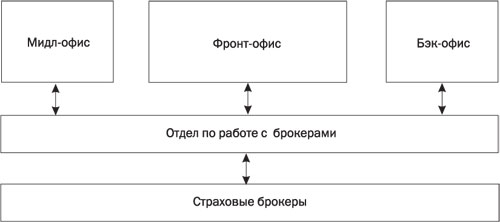 Мидл-офис
Фронт-офис
Бэк-офис
Отдел по работе с брокерами
Страховые брокеры